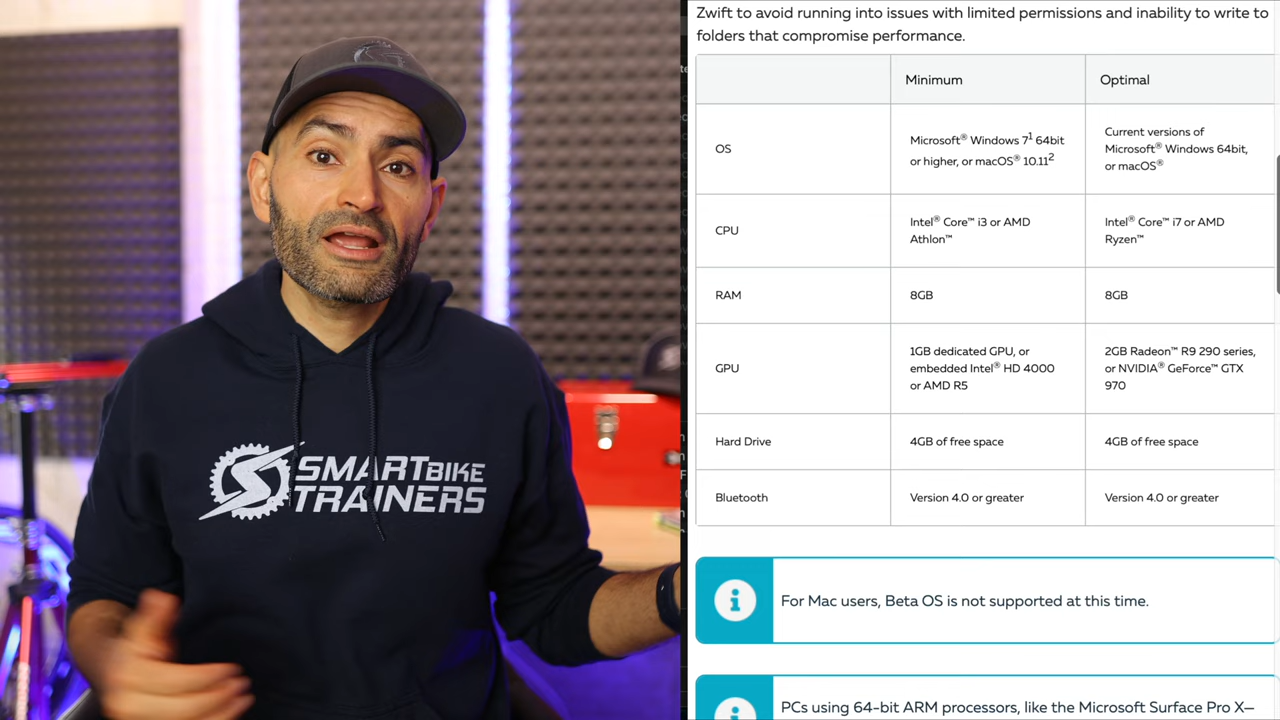 SMARTBIKE
TRAINERS
Zwift to avoid running into issues with limited permissions and inability to write to
folders that compromise performance.
Minimum
Optimal
OS
Microsoft® Windows 7¹ 64bit
or higher, or macOS® 10.11²
Current versions of
Microsoft® Windows 64bit,
or macOS®
CPU
Intel® Core™ i3 or AMD
Athlon™
Intel® Core™ i7 or AMD
Ryzen™
RAM
8GB
8GB
GPU
1GB dedicated GPU, or
embedded Intel® HD 4000
or AMD R5
2GB Radeon™ R9 290 series,
or NVIDIA® GeForce™ GTX
970
Hard Drive
4GB of free space
4GB of free space
Bluetooth
Version 4.0 or greater
Version 4.0 or greater
For Mac users, Beta OS is not supported at this time.
PCs using 64-bit ARM processors, like the Microsoft Surface Pro X—